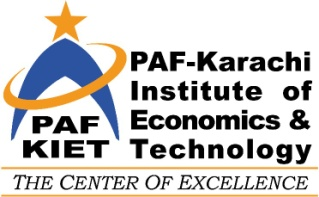 PAF
KIET
PAF-Karachi
Institute of
Economics &
Technology
THE CENTER OF EXCELLENCE